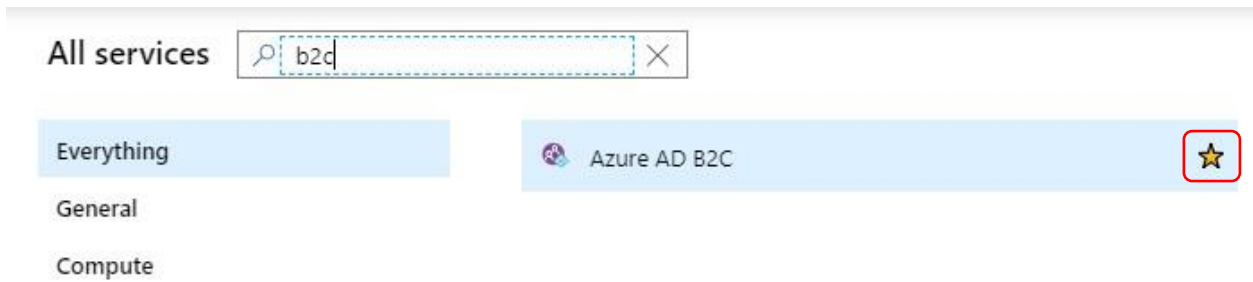 All services
b2c
Everything
Azure AD B2C
General
Compute